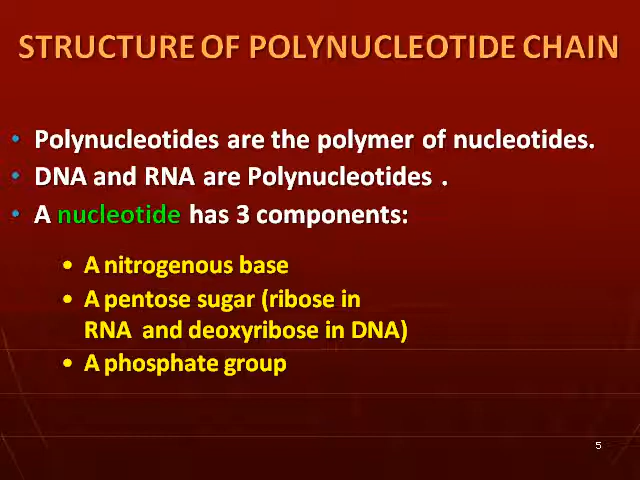 STRUCTURE OF POLYNUCLEOTIDE CHAIN
• Polynucleotides are the polymer of nucleotides.
• DNA and RNA are Polynucleotides .
• A nucleotide has 3 components:
• A nitrogenous base
• A pentose sugar (ribose in
RNA and deoxyribose in DNA)
• A phosphate group
5